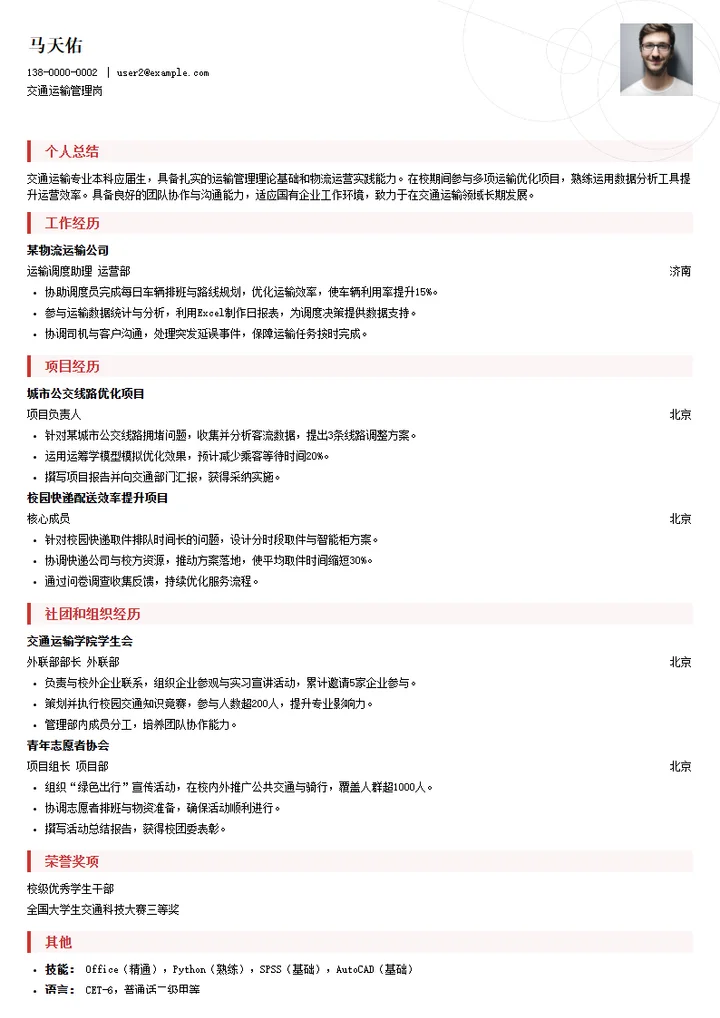 马天佑
138-0000-0002 | user2@example.com
交通运输管理岗
个人总结
交通运输专业本科应届生，具备扎实的运输管理理论基础和物流运营实践能力。在校期间参与多项运输优化项目，熟练运用数据分析工具提
升运营效率。具备良好的团队协作与沟通能力，适应国有企业工作环境，致力于在交通运输领域长期发展。
工作经历
某物流运输公司
运输调度助理 运营部 济南
• 协助调度员完成每日车辆排班与路线规划，优化运输效率，使车辆利用率提升15%。
• 参与运输数据统计与分析，利用Excel制作日报表，为调度决策提供数据支持。
• 协调司机与客户沟通，处理突发延误事件，保障运输任务按时完成。
项目经历
城市公交线路优化项目
项目负责人 北京
• 针对某城市公交线路拥堵问题，收集并分析客流数据，提出3条线路调整方案。
• 运用运筹学模型模拟优化效果，预计减少乘客等待时间20%。
• 撰写项目报告并向交通部门汇报，获得采纳实施。
校园快递配送效率提升项目
核心成员 北京
• 针对校园快递取件排队时间长的问题，设计分时段取件与智能柜方案。
• 协调快递公司与校方资源，推动方案落地，使平均取件时间缩短30%。
• 通过问卷调查收集反馈，持续优化服务流程。
社团和组织经历
交通运输学院学生会
外联部部长 外联部 北京
• 负责与校外企业联系，组织企业参观与实习宣讲活动，累计邀请5家企业参与。
• 策划并执行校园交通知识竞赛，参与人数超200人，提升专业影响力。
• 管理部内成员分工，培养团队协作能力。
青年志愿者协会
项目组长 项目部 北京
• 组织“绿色出行”宣传活动，在校内外推广公共交通与骑行，覆盖人群超1000人。
• 协调志愿者排班与物资准备，确保活动顺利进行。
• 撰写活动总结报告，获得校团委表彰。
荣誉奖项
校级优秀学生干部
全国大学生交通科技大赛三等奖
其他
• 技能： Office（精通），Python（熟练），SPSS（基础），AutoCAD（基础）
• 语言： CET-6，普通话二级甲等